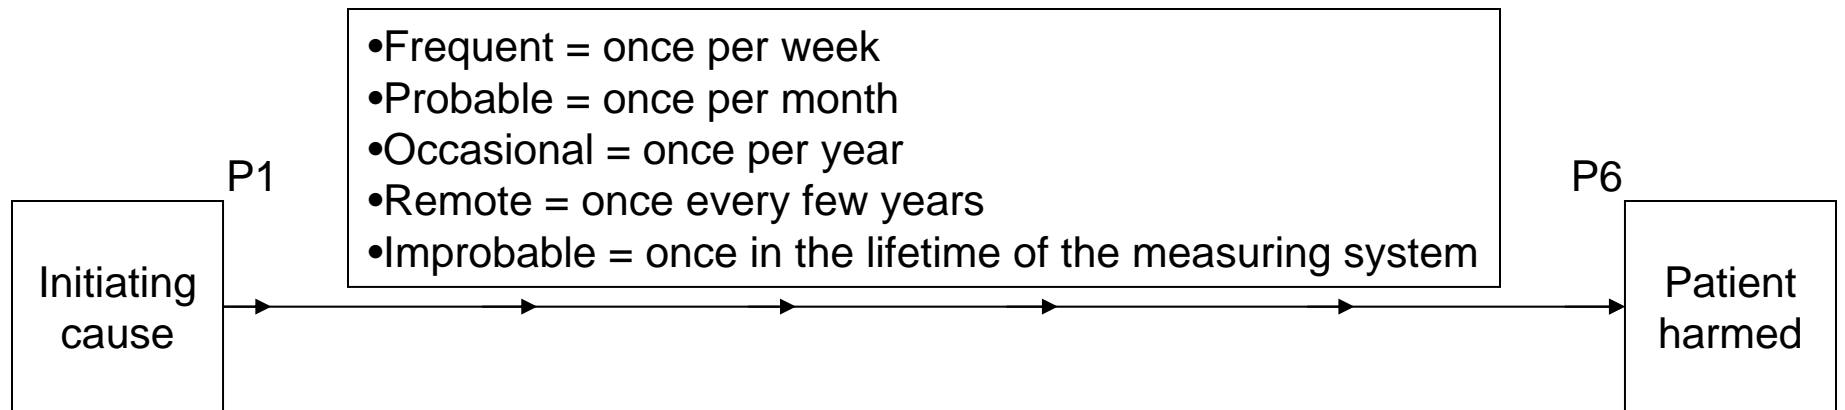 •Frequent = once per week
•Probable = once per month
•Occasional = once per year
•Remote = once every few years
•Improbable = once in the lifetime of the measuring system
P1
P6
Initiating
cause
Patient
harmed